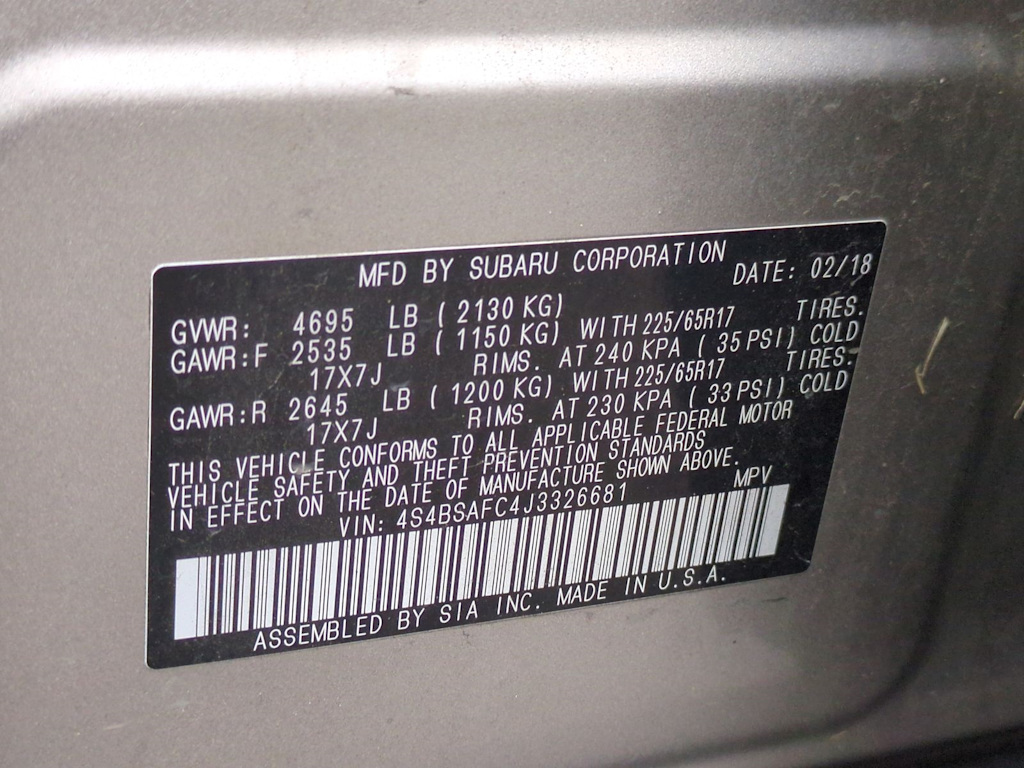 MFD BY SUBARU CORPORATION
DATE: 02/18
GVWR: 4695 LB ( 2130 KG)
GAWR:F 2535 LB ( 1150 KG) WITH 225/65R17 TIRES.
17X7J RIMS. AT 240 KPA ( 35 PSI) COLD
GAWR:R 2645 LB ( 1200 KG) WITH 225/65R17 TIRES.
17X7J RIMS. AT 230 KPA ( 33 PSI) COLD
THIS VEHICLE CONFORMS TO ALL APPLICABLE FEDERAL MOTOR
VEHICLE SAFETY AND THEFT PREVENTION STANDARDS
IN EFFECT ON THE DATE OF MANUFACTURE SHOWN ABOVE.
VIN: 4S4BSAFC4J3326681 MPV
ASSEMBLED BY SIA INC. MADE IN U.S.A.